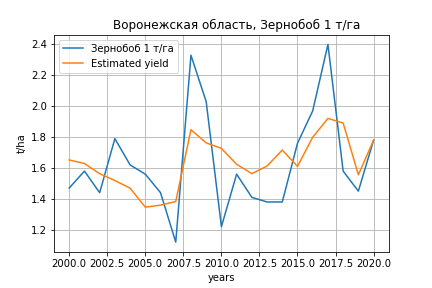 Воронежская область, Зернобоб 1 т/га
Зернобоб 1 т/га
Estimated yield
t/ha
2.4
2.2
2.0
1.8
1.6
1.4
1.2
2000.0 2002.5 2005.0 2007.5 2010.0 2012.5 2015.0 2017.5 2020.0
years